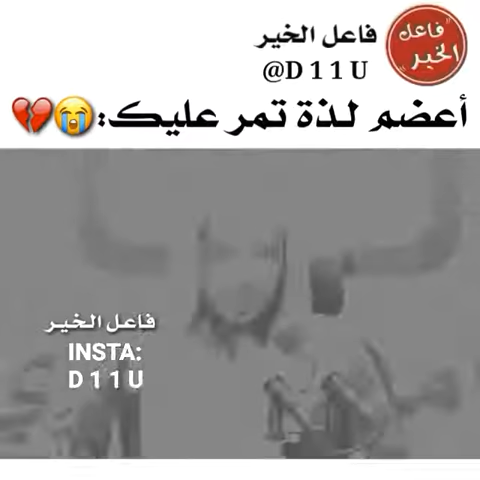 فاعل الخير
@D11U
"فاعل
الخير"
أعضم لذة تمر عليك:😭💔
فاعل الخير
INSTA:
D11U